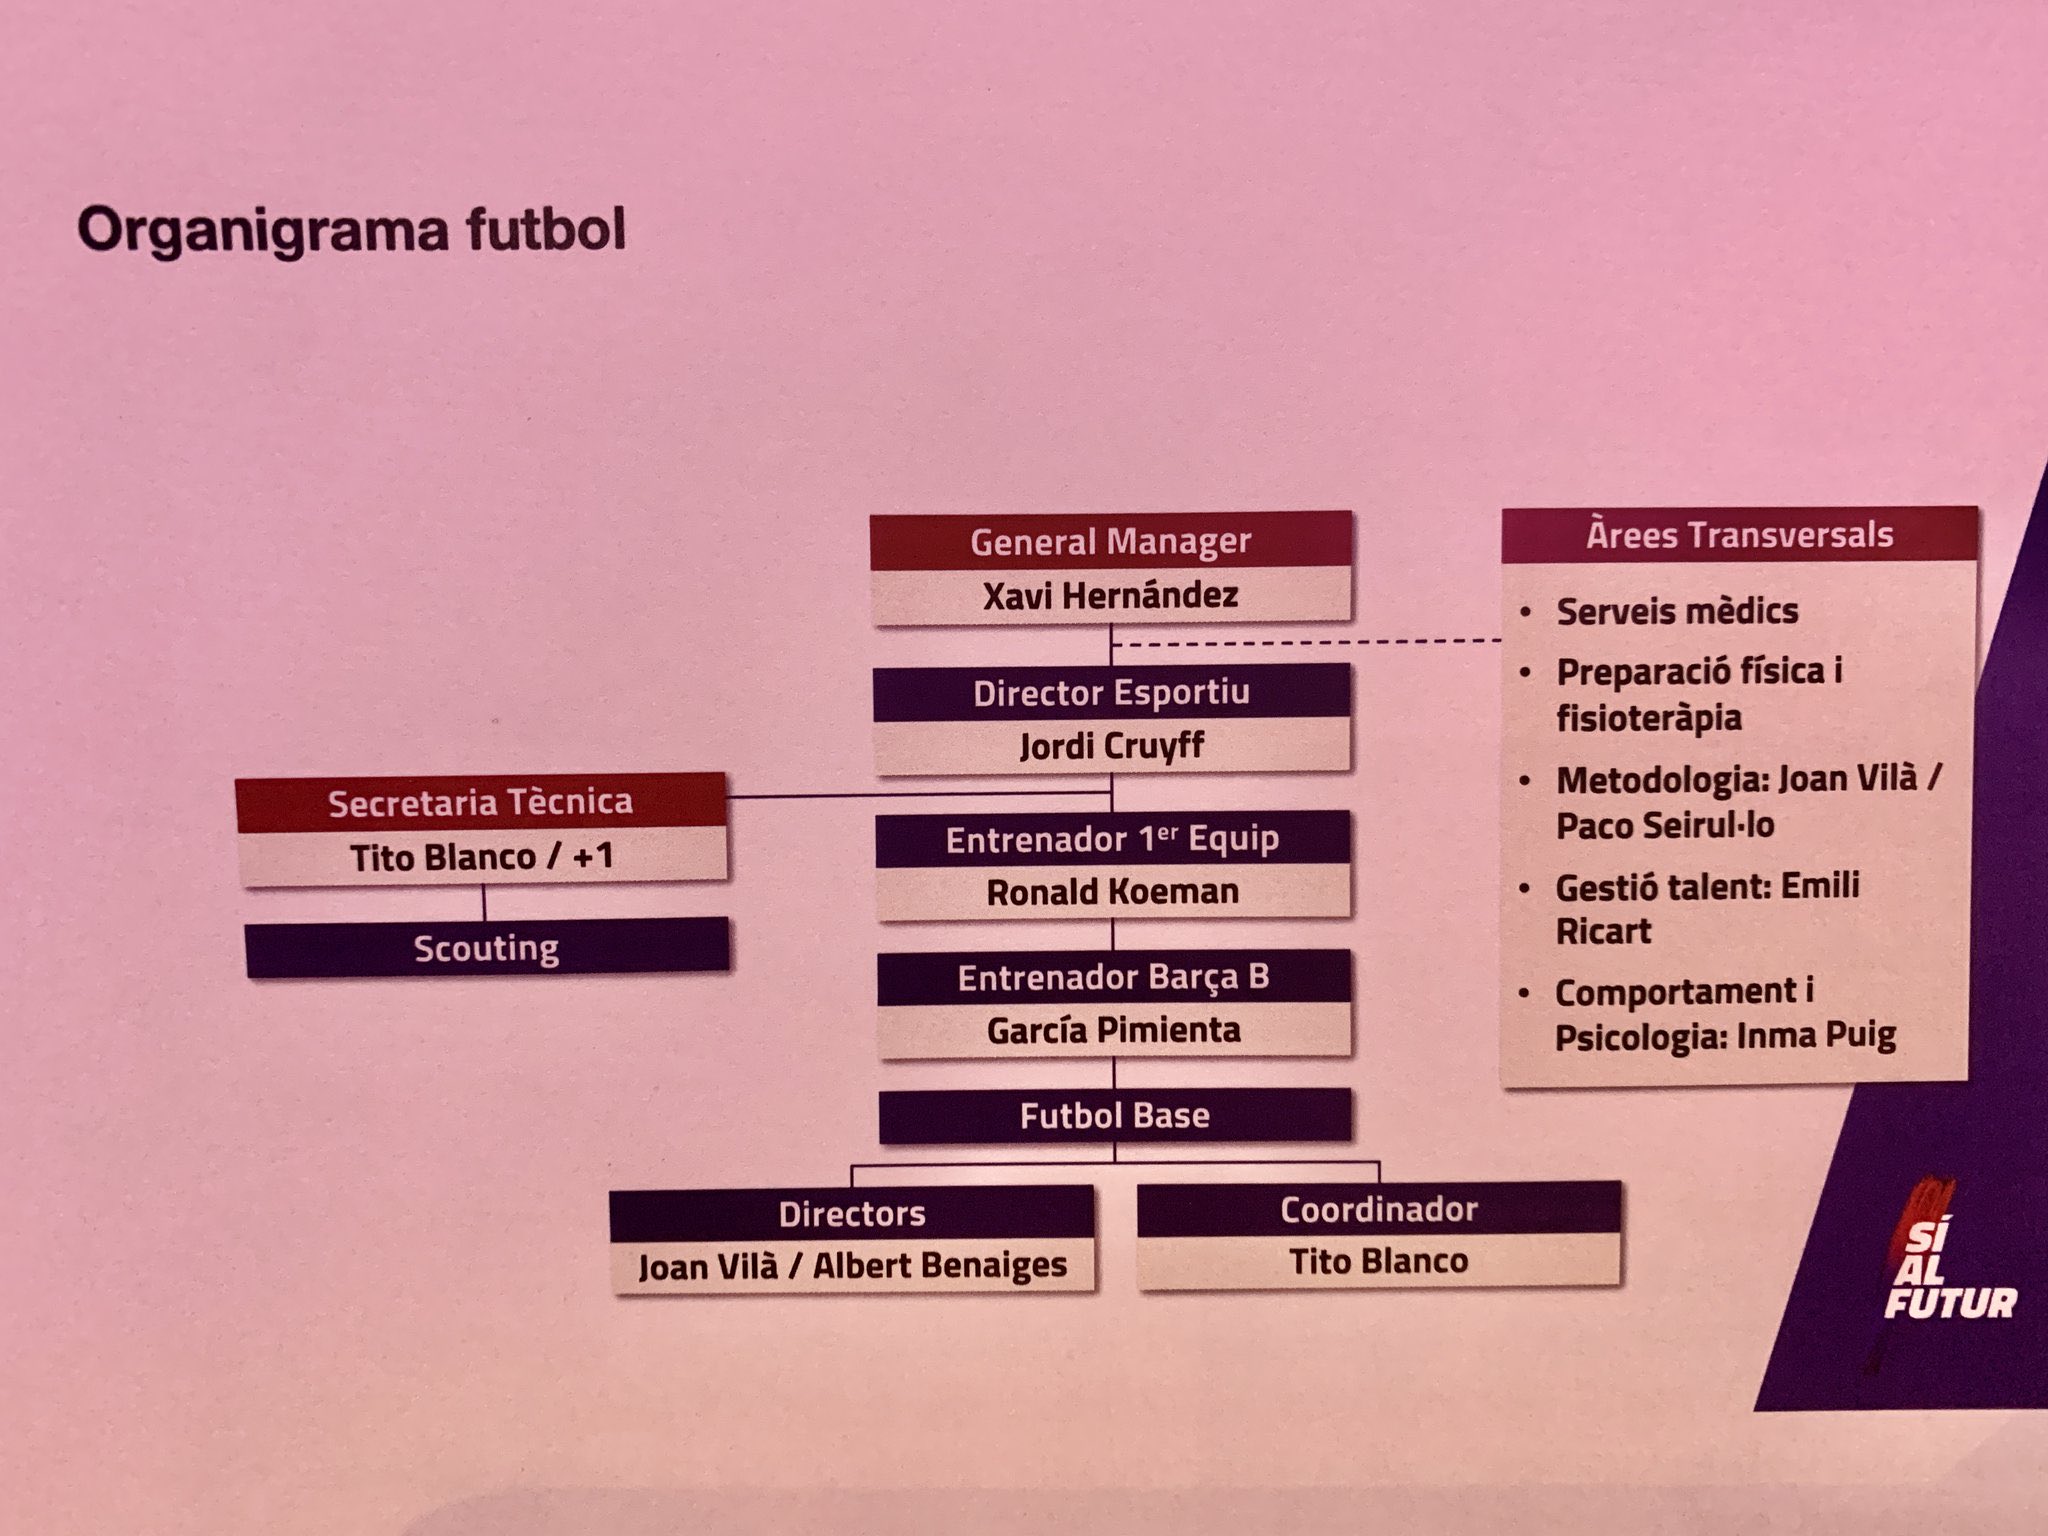 Organigrama futbol
General Manager
Xavi Hernández
Director Esportiu
Jordi Cruyff
Secretaria Tècnica
Tito Blanco / +1
Scouting
Entrenador 1er Equip
Ronald Koeman
Entrenador Barça B
García Pimienta
Futbol Base
Directors
Joan Vilà / Albert Benaiges
Coordinador
Tito Blanco
Àrees Transversals
• Serveis mèdics
• Preparació física i
fisioteràpia
• Metodologia: Joan Vilà /
Paco Seirul·lo
• Gestió talent: Emili
Ricart
• Comportament i
Psicologia: Inma Puig
SÍ
AL
FUTUR